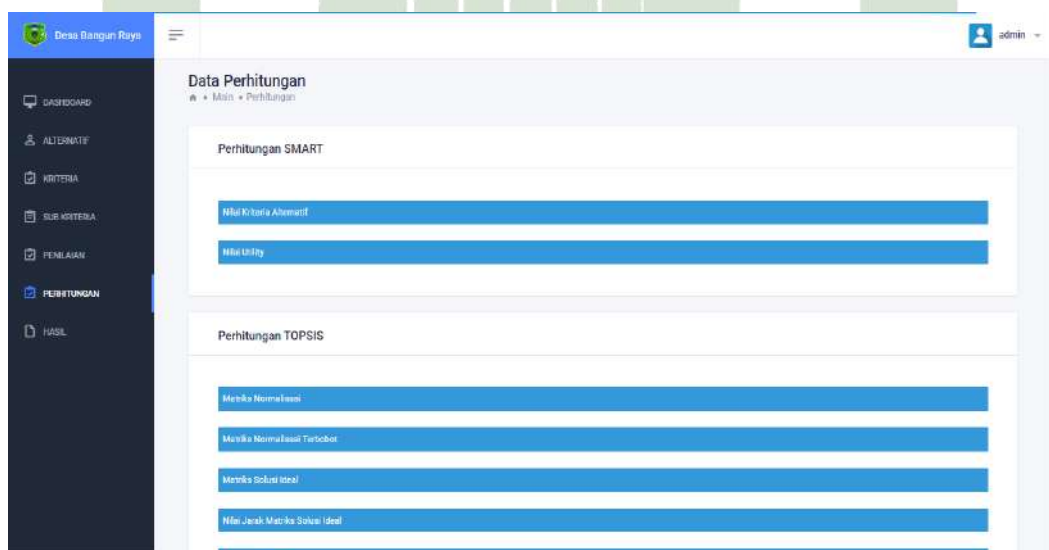 Desa Bangun Raya
admin
Data Perhitungan
Main • Perhitungan
DASHBOARD
ALTERNATIF
KRITERIA
SUB KRITERIA
PENILAIAN
PERHITUNGAN
HASIL
Perhitungan SMART
Nilai Kriteria Alternatif
Nilai Utility
Perhitungan TOPSIS
Matriks Normalisasi
Matriks Normalisasi Terbobot
Matriks Solusi Ideal
Nilai Jarak Matriks Solusi Ideal